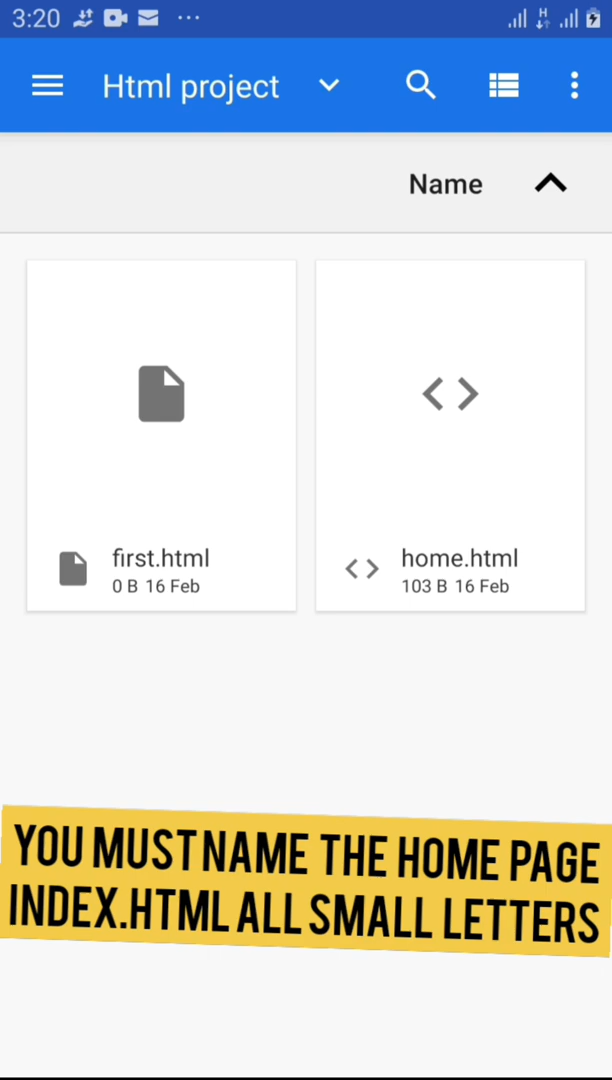 3:20
H
Html project
Name
first.html
0 B 16 Feb
home.html
103 B 16 Feb
YOU MUST NAME THE HOME PAGE
INDEX.HTML ALL SMALL LETTERS